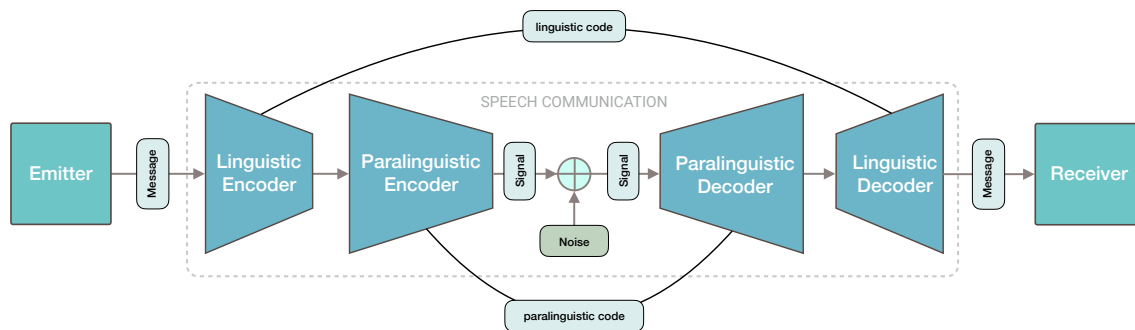 linguistic code
SPEECH COMMUNICATION
Emitter
Message
Linguistic
Encoder
Paralinguistic
Encoder
Signal
Noise
Signal
Paralinguistic
Decoder
Linguistic
Decoder
Message
Receiver
paralinguistic code